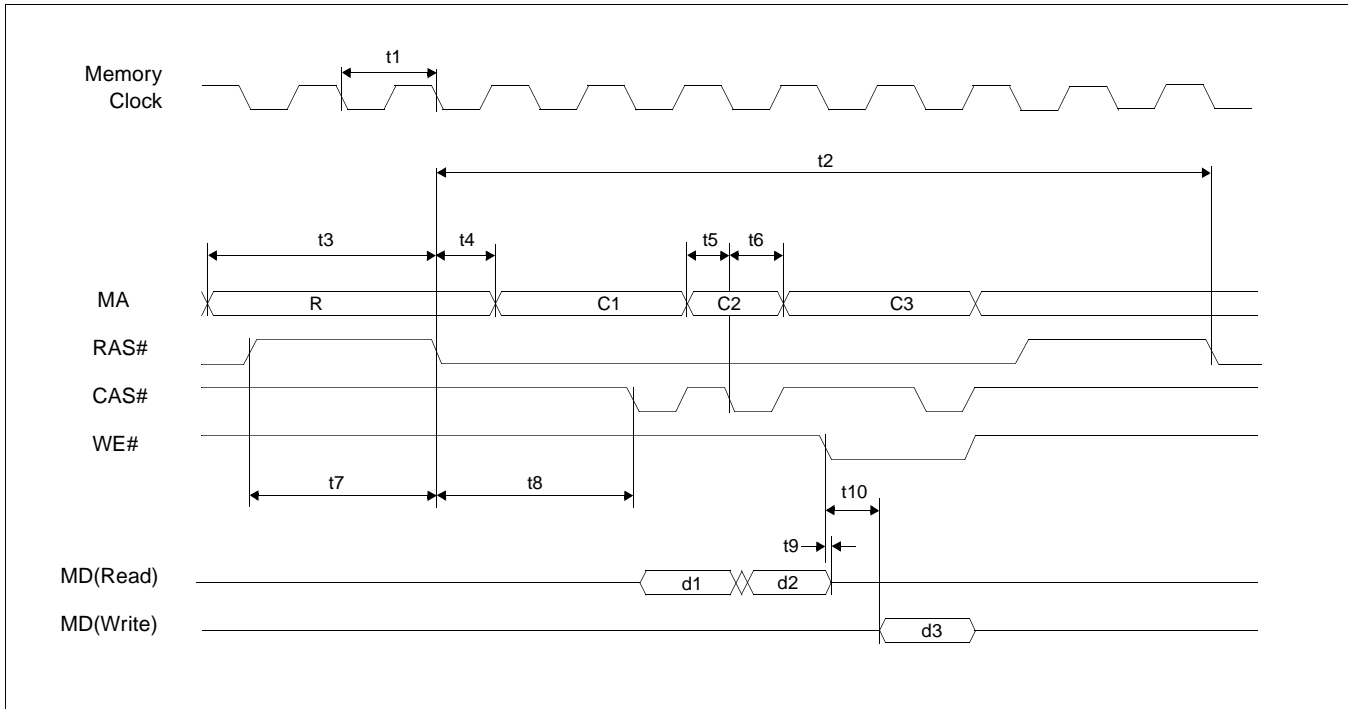 t1
Memory
Clock
t2
t3 t4 t5 t6
MA R C1 C2 C3
RAS#
CAS#
WE#
t7 t8 t10
t9
MD(Read) d1 d2
MD(Write) d3